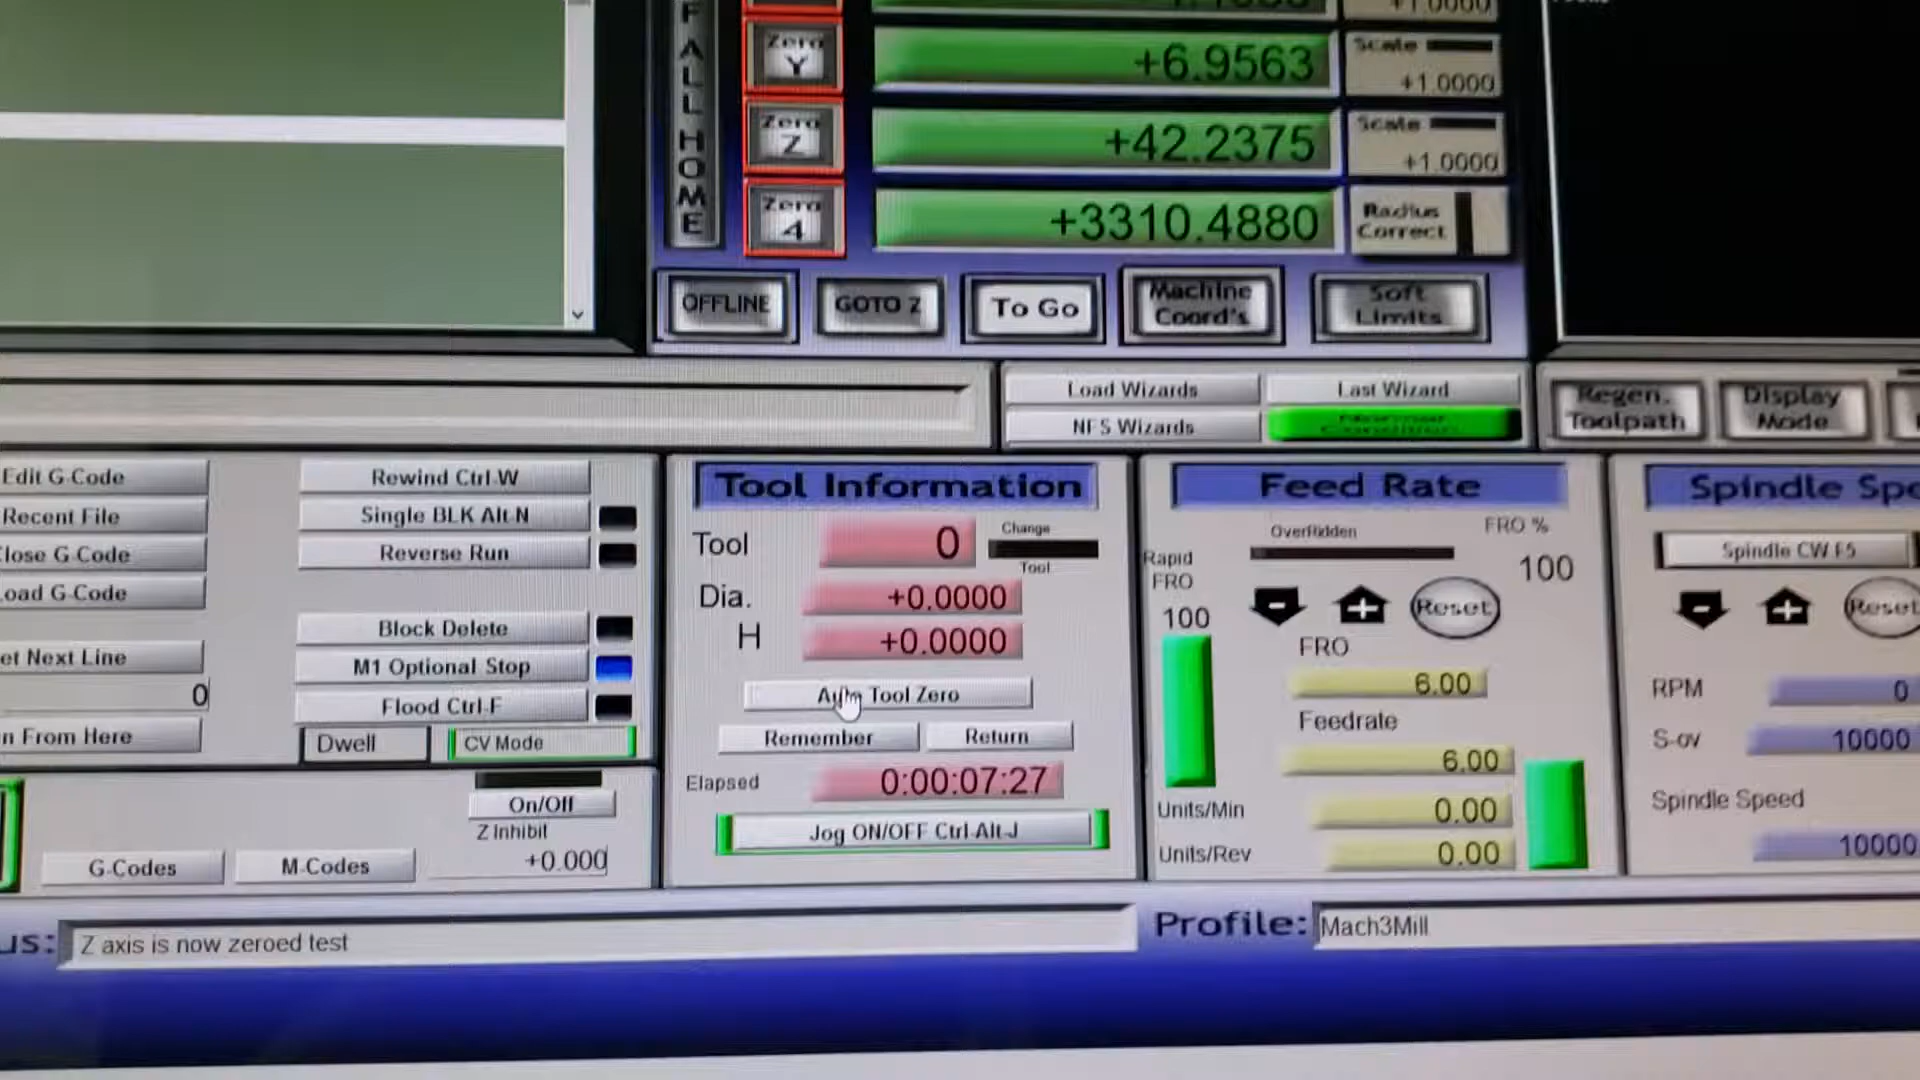 Scale
Zero Y
+6.9563
+1.0000
Zero Z
+42.2375
Scale
+1.0000
Zero 4
+3310.4880
Radius Correct
F ALL HOME
OFFLINE
GOTO Z
To Go
Machine Coord's
Soft Limits
Load Wizards
Last Wizard
NFS Wizards
Normal Condition
Regen. Toolpath
Display Mode
Edit G-Code
Recent File
lose G-Code
oad G-Code
et Next Line
0
n From Here
Rewind Ctrl-W
Single BLK Alt-N
Reverse Run
Block Delete
M1 Optional Stop
Flood Ctrl-F
Dwell
CV Mode
On/Off
Z Inhibit
+0.000
G-Codes
M-Codes
Tool Information
Tool
0
Change
Tool
Dia.
+0.0000
H
+0.0000
Auto Tool Zero
Remember
Return
Elapsed
0:00:07:27
Jog ON/OFF Ctrl-Alt-J
Feed Rate
OverRidden
FRO %
100
Rapid
FRO
100
Reset
FRO
6.00
Feedrate
6.00
Units/Min
0.00
Units/Rev
0.00
Spindle Spe
Spindle CW F5
Reset
RPM
0
S-ov
10000
Spindle Speed
10000
us:
Z axis is now zeroed test
Profile:
Mach3Mill